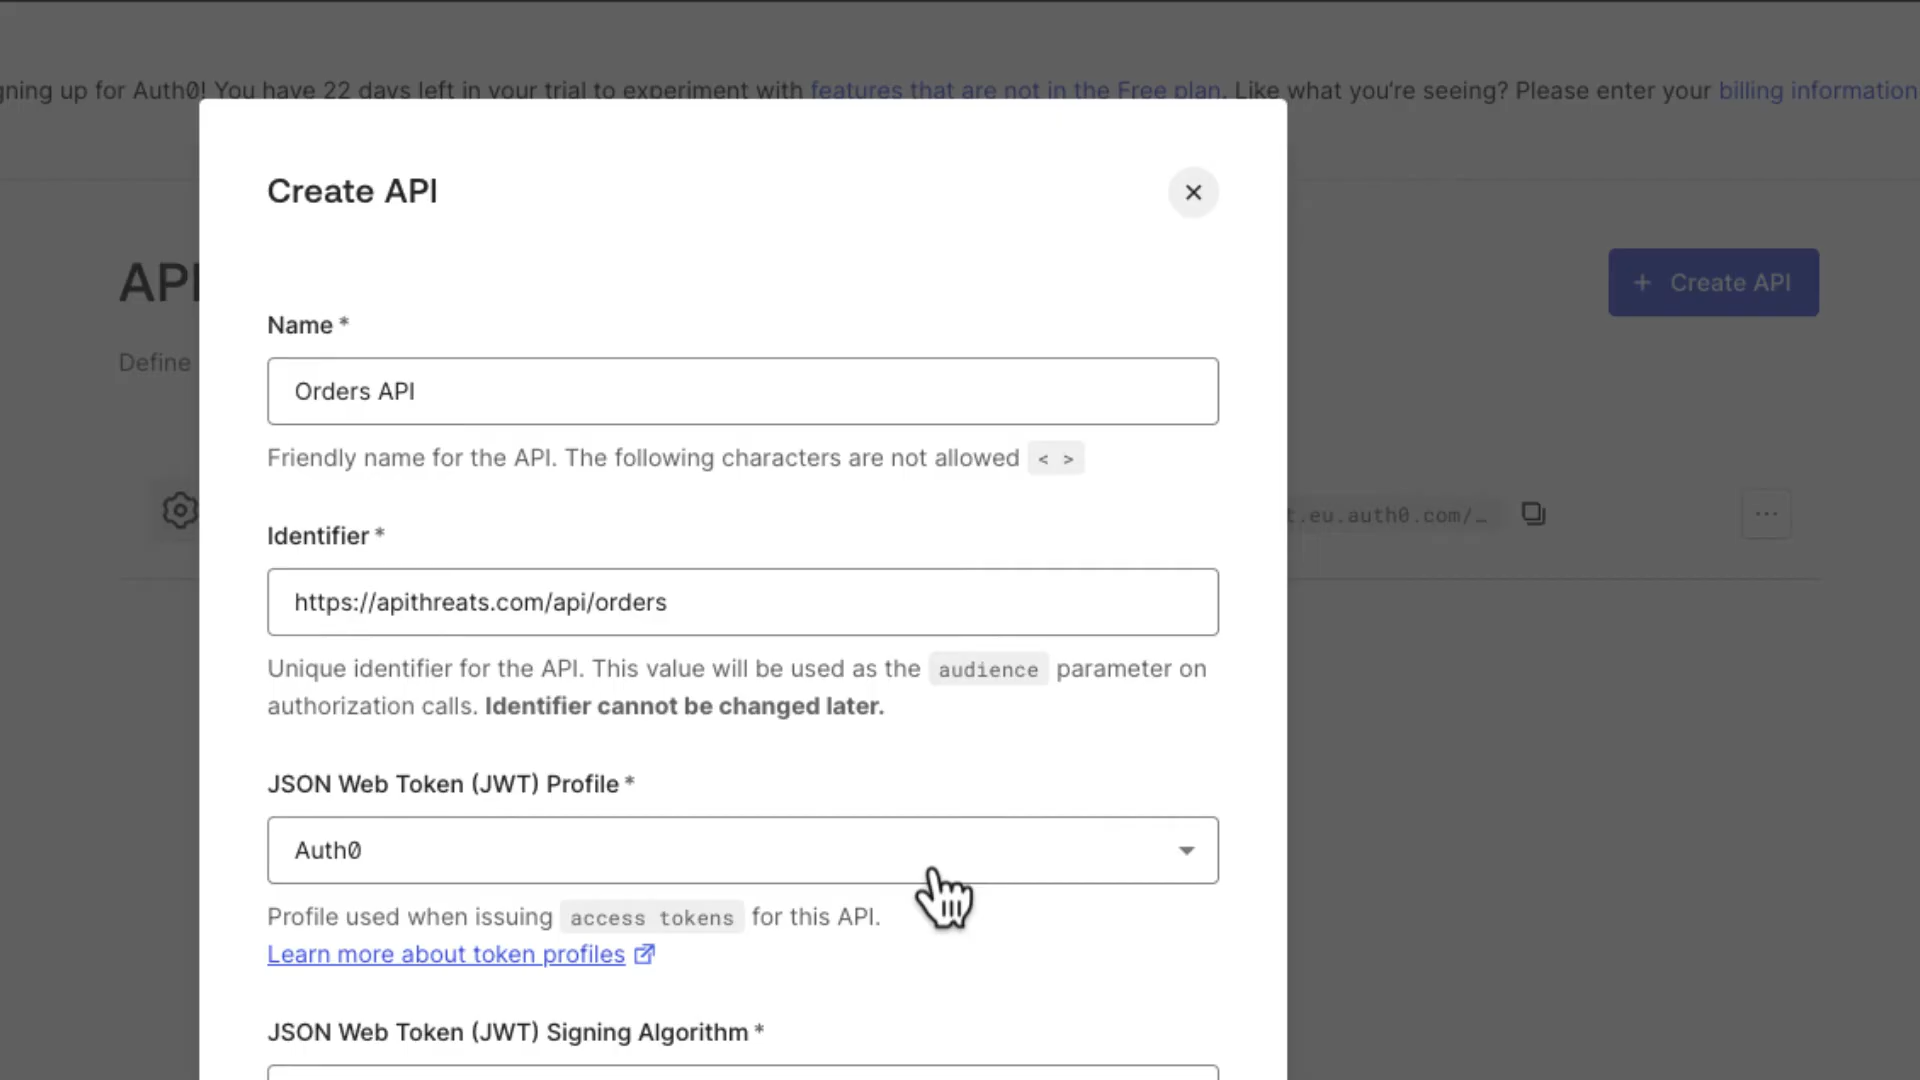 gning up for Auth0! You have 22 days left in your trial to experiment with features that are not in the Free plan. Like what you're seeing? Please enter your billing information
Create API
API
+ Create API
Define
Name *
Orders API
Friendly name for the API. The following characters are not allowed < >
t.eu.auth0.com/…
Identifier *
https://apithreats.com/api/orders
Unique identifier for the API. This value will be used as the audience parameter on
authorization calls. Identifier cannot be changed later.
JSON Web Token (JWT) Profile *
Auth0
Profile used when issuing access tokens for this API.
Learn more about token profiles
JSON Web Token (JWT) Signing Algorithm *